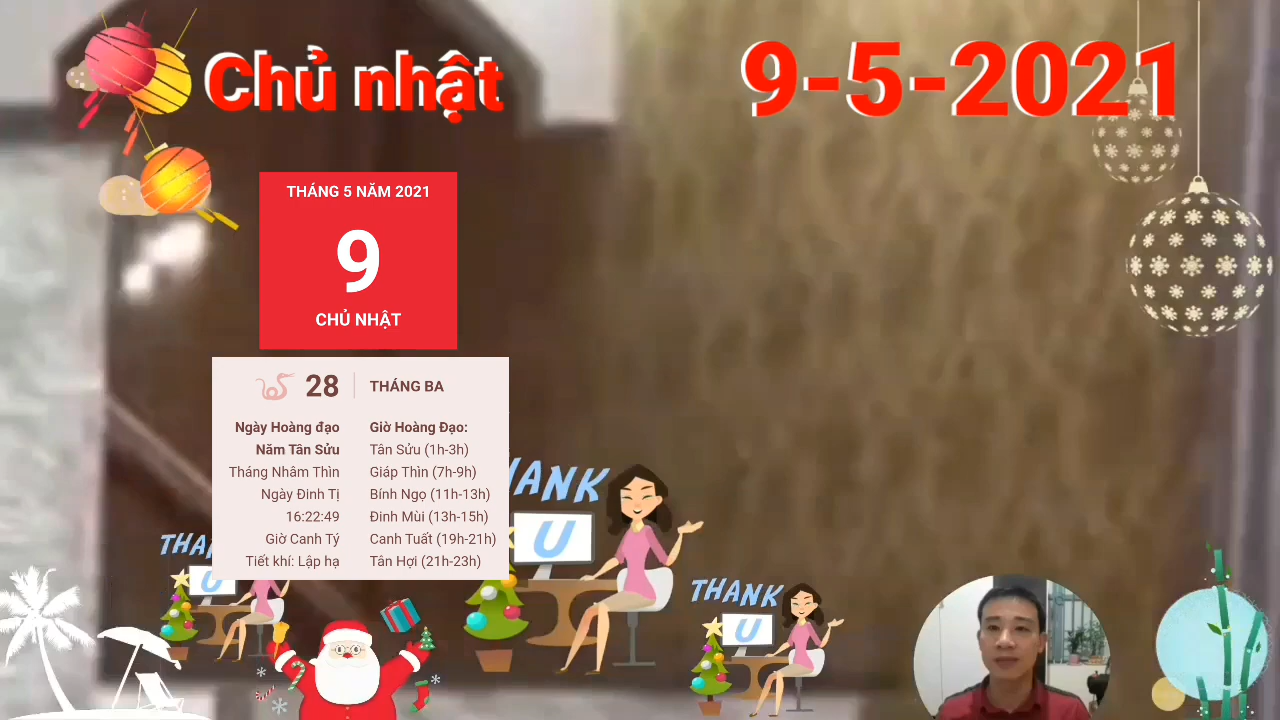 Chủ nhật
9-5-2021
THÁNG 5 NĂM 2021
9
CHỦ NHẬT
28
THÁNG BA
Ngày Hoàng đạo
Năm Tân Sửu
Tháng Nhâm Thìn
Ngày Đinh Tị
16:22:49
Giờ Canh Tý
Tiết khí: Lập hạ
Giờ Hoàng Đạo:
Tân Sửu (1h-3h)
Giáp Thìn (7h-9h)
Bính Ngọ (11h-13h)
Đinh Mùi (13h-15h)
Canh Tuất (19h-21h)
Tân Hợi (21h-23h)
HANK
U
THAN
U
THANK
U